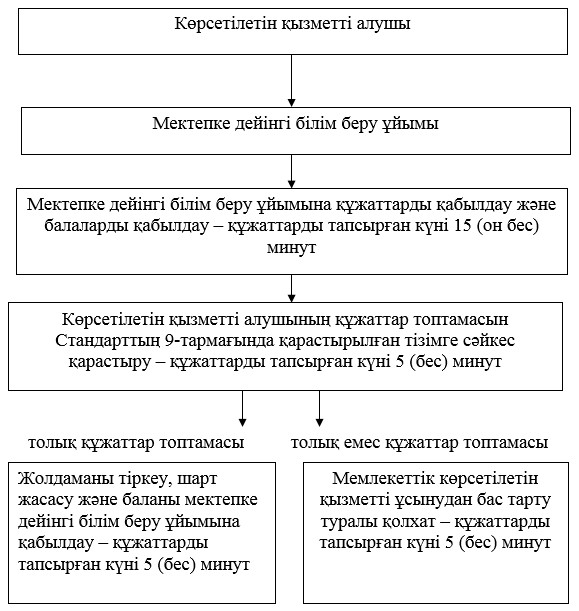 Көрсетілетін қызметті алушы
Мектепке дейінгі білім беру ұйымы
Мектепке дейінгі білім беру ұйымына құжаттарды қабылдау және
балаларды қабылдау – құжаттарды тапсырған күні 15 (он бес)
минут
Көрсетілетін қызметті алушының құжаттар топтамасын
Стандарттың 9-тармағында қарастырылған тізімге сәйкес
қарастыру – құжаттарды тапсырған күні 5 (бес) минут
толық құжаттар топтамасы
толық емес құжаттар топтамасы
Жолдаманы тіркеу, шарт
жасасу және баланы мектепке
дейінгі білім беру ұйымына
қабылдау – құжаттарды
тапсырған күні 5 (бес) минут
Мемлекеттік көрсетілетін
қызметті ұсынудан бас тарту
туралы қолхат – құжаттарды
тапсырған күні 5 (бес) минут